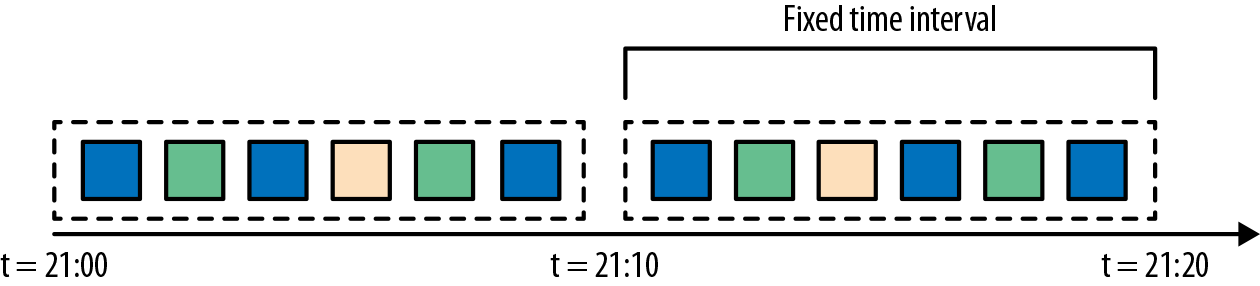 Fixed time interval
t = 21:00
t = 21:10
t = 21:20